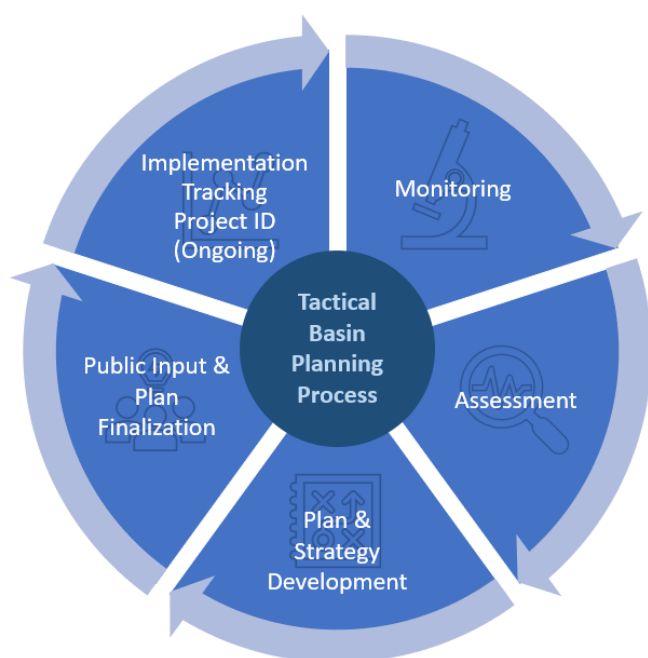 Tactical
Basin
Planning
Process
Monitoring
Assessment
Plan &
Strategy
Development
Public Input &
Plan
Finalization
Implementation
Tracking
Project ID
(Ongoing)